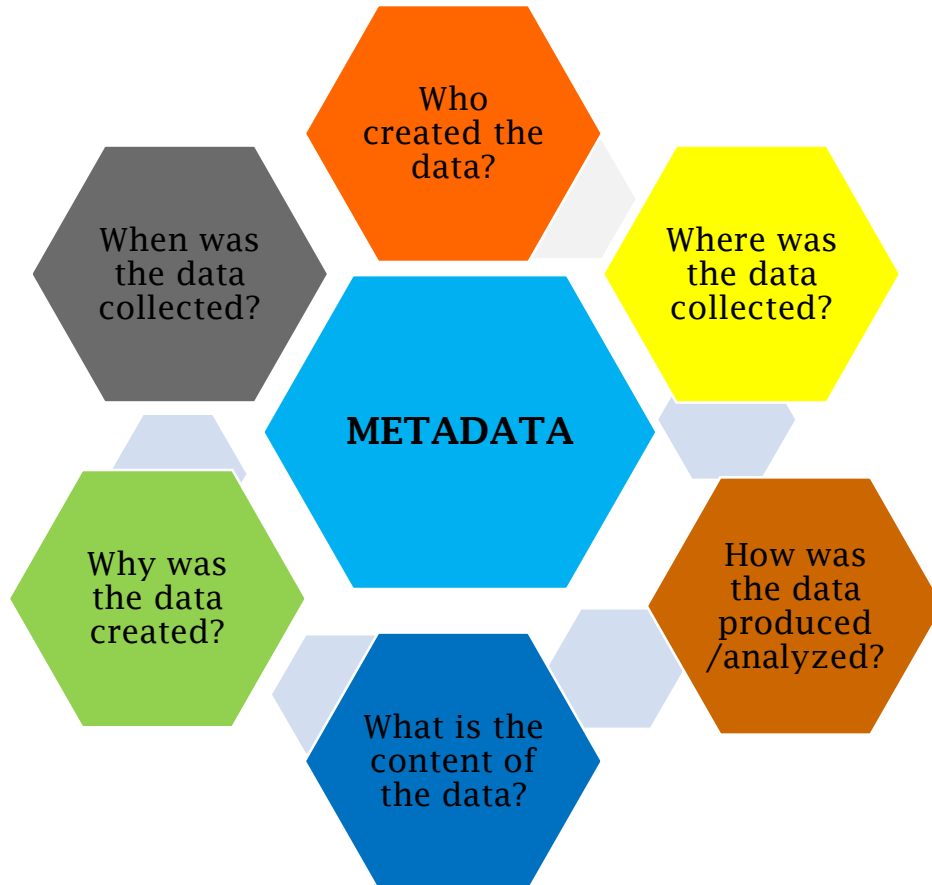 Who
created the
data?
When was
the data
collected?
Where was
the data
collected?
METADATA
Why was
the data
created?
How was
the data
produced
/analyzed?
What is the
content of
the data?